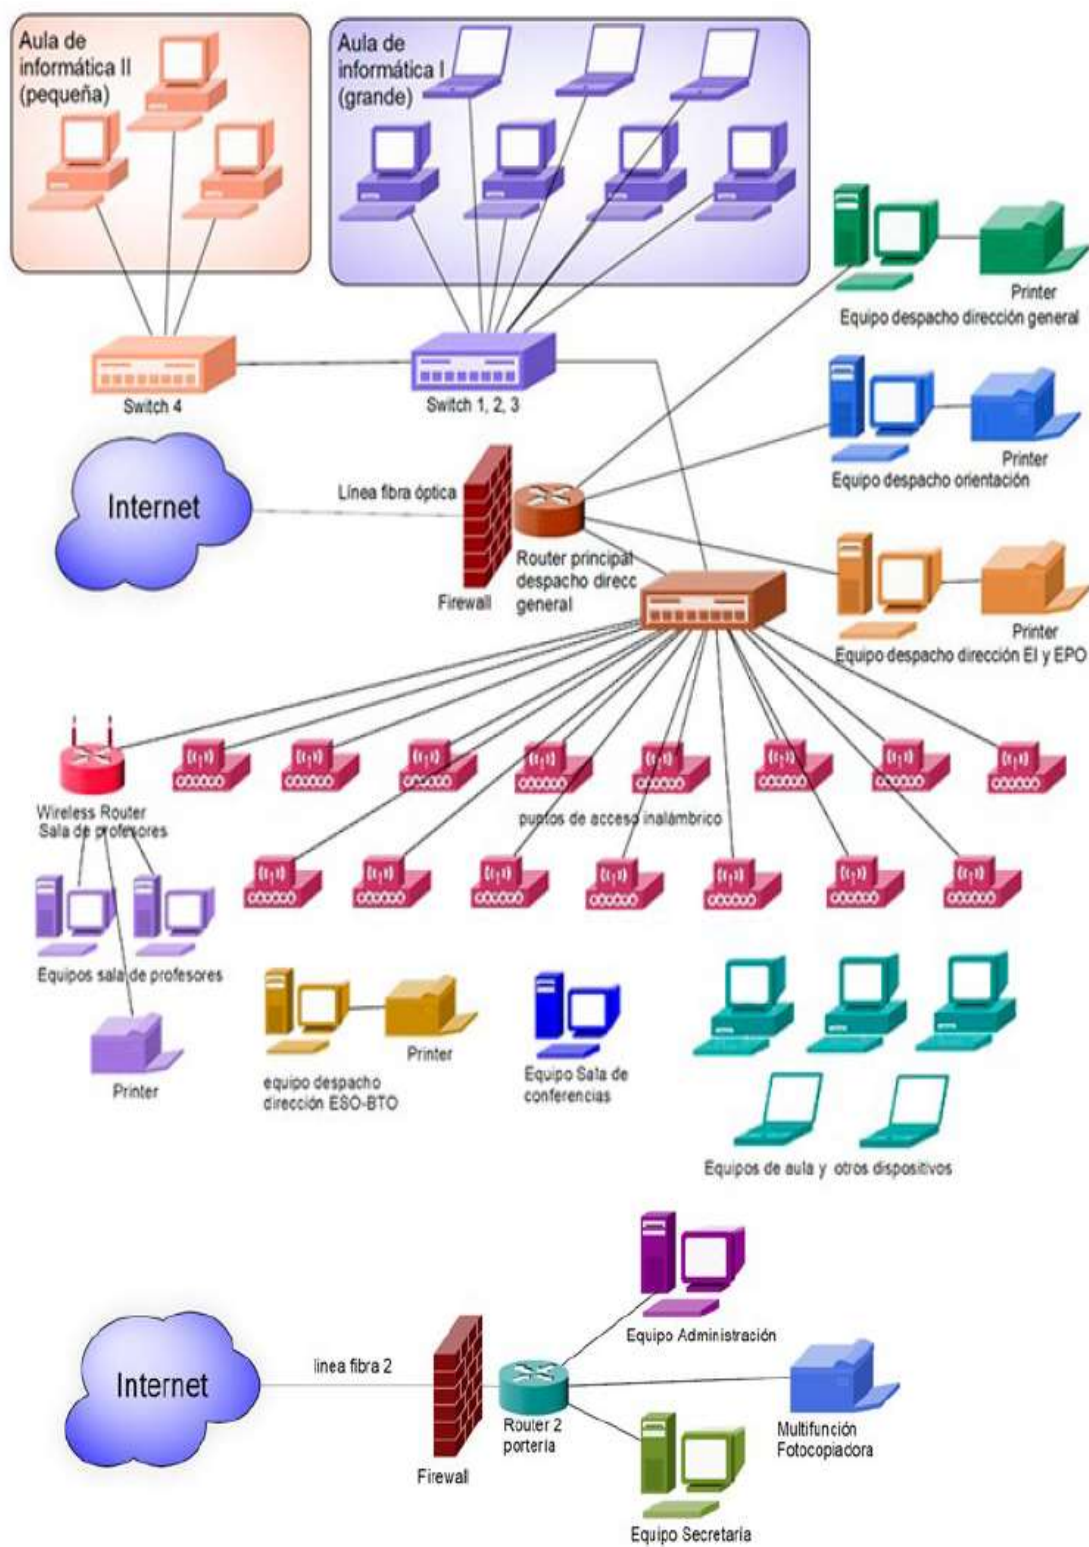 Aula de
informática II
(pequeña)
Aula de
informática I
(grande)
Printer
Equipo despacho dirección general
Switch 4
Switch 1, 2, 3
Printer
Equipo despacho orientación
Internet
Línea fibra óptica
Firewall
Router principal
despacho direcc
general
Printer
Equipo despacho dirección EI y EPO
Wireless Router
Sala de profesores
puntos de acceso inalámbrico
Equipos sala de profesores
Printer
Printer
equipo despacho
dirección ESO-BTO
Equipo Sala de
conferencias
Equipos de aula y otros dispositivos
Equipo Administración
Internet
linea fibra 2
Firewall
Router 2
portería
Multifunción
Fotocopiadora
Equipo Secretaría